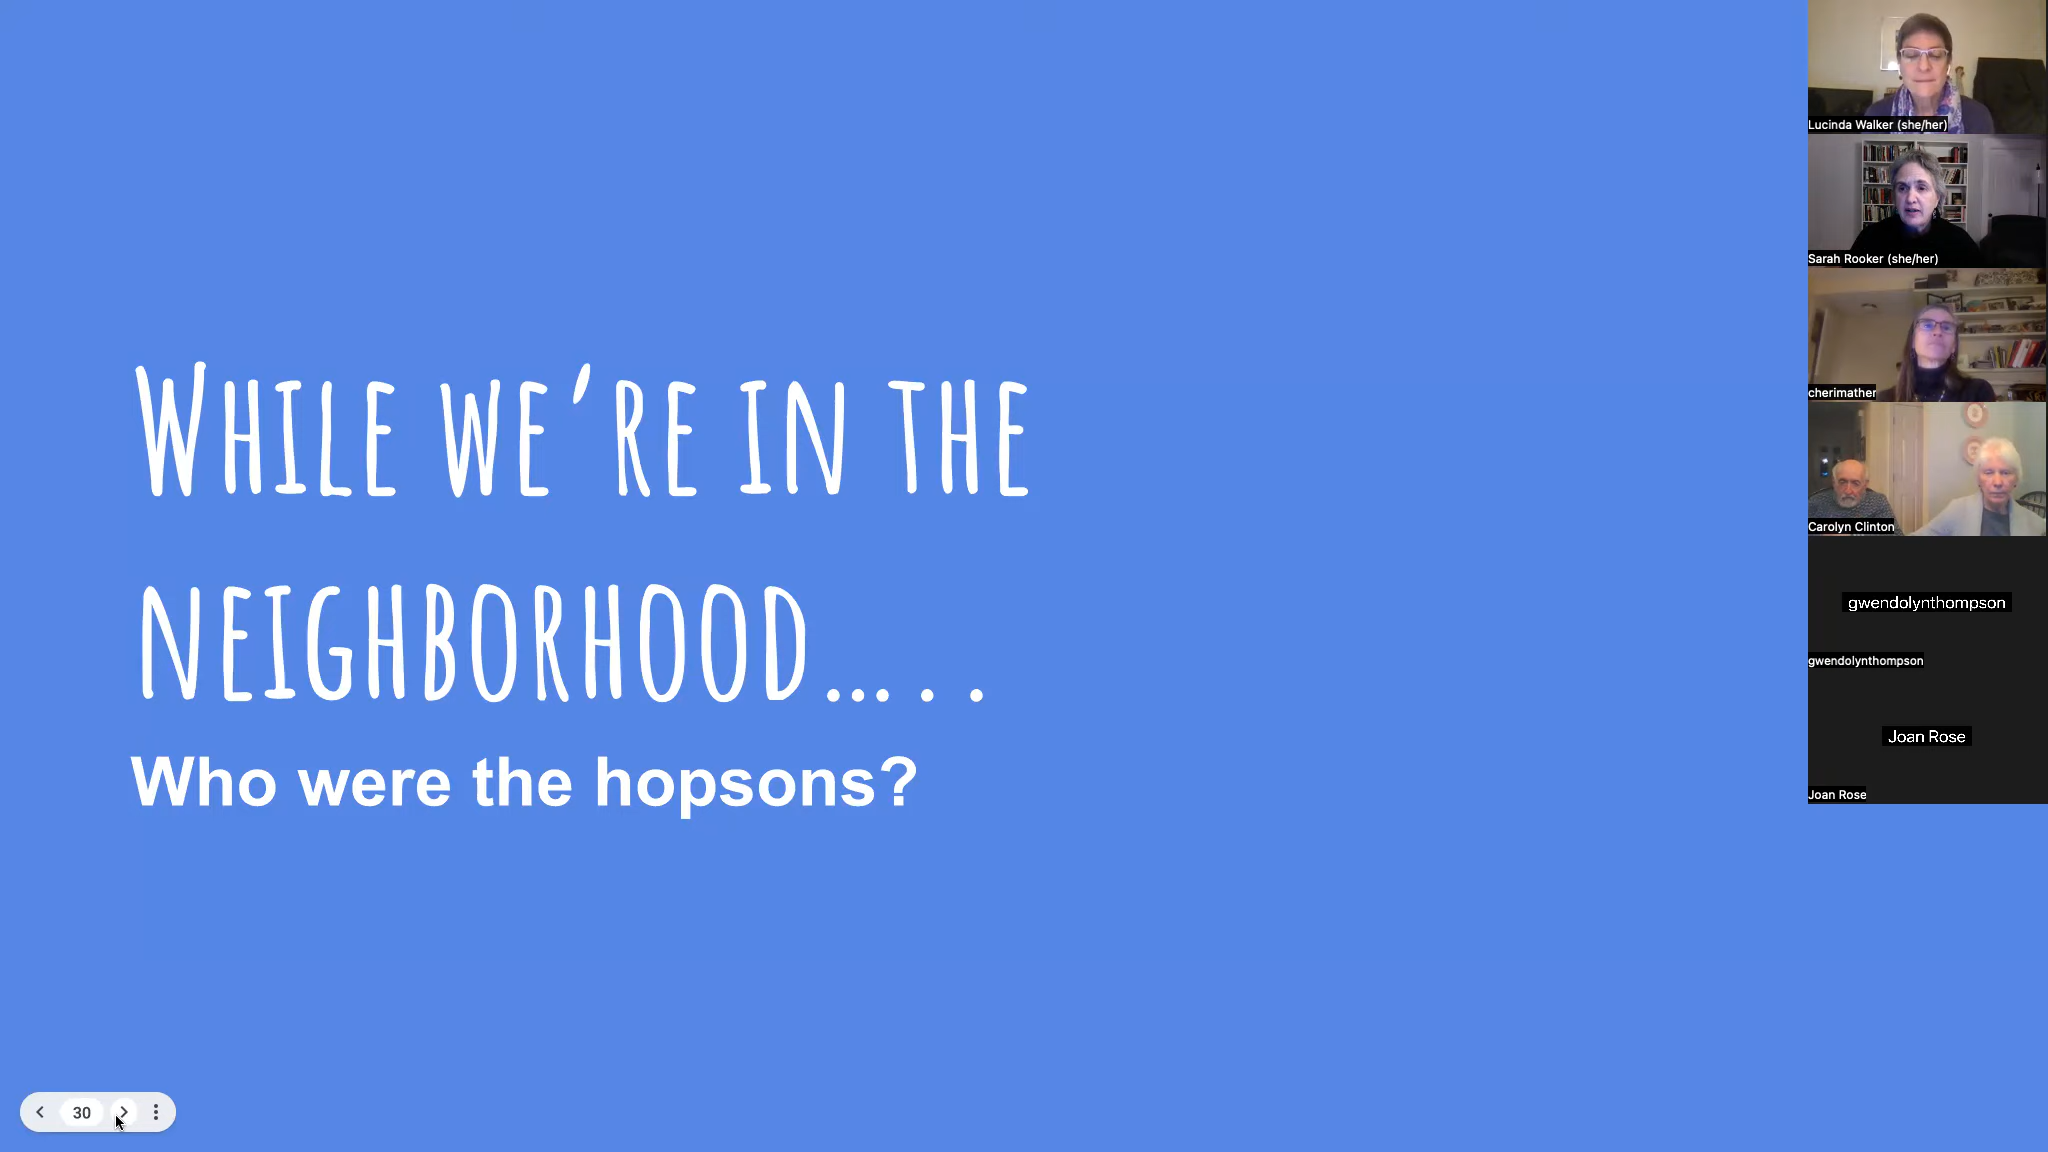 While we’re in the
neighborhood.....
Who were the hopsons?
30
Lucinda Walker (she/her)
Sarah Rooker (she/her)
cherimather
Carolyn Clinton
gwendolynthompson
gwendolynthompson
Joan Rose
Joan Rose